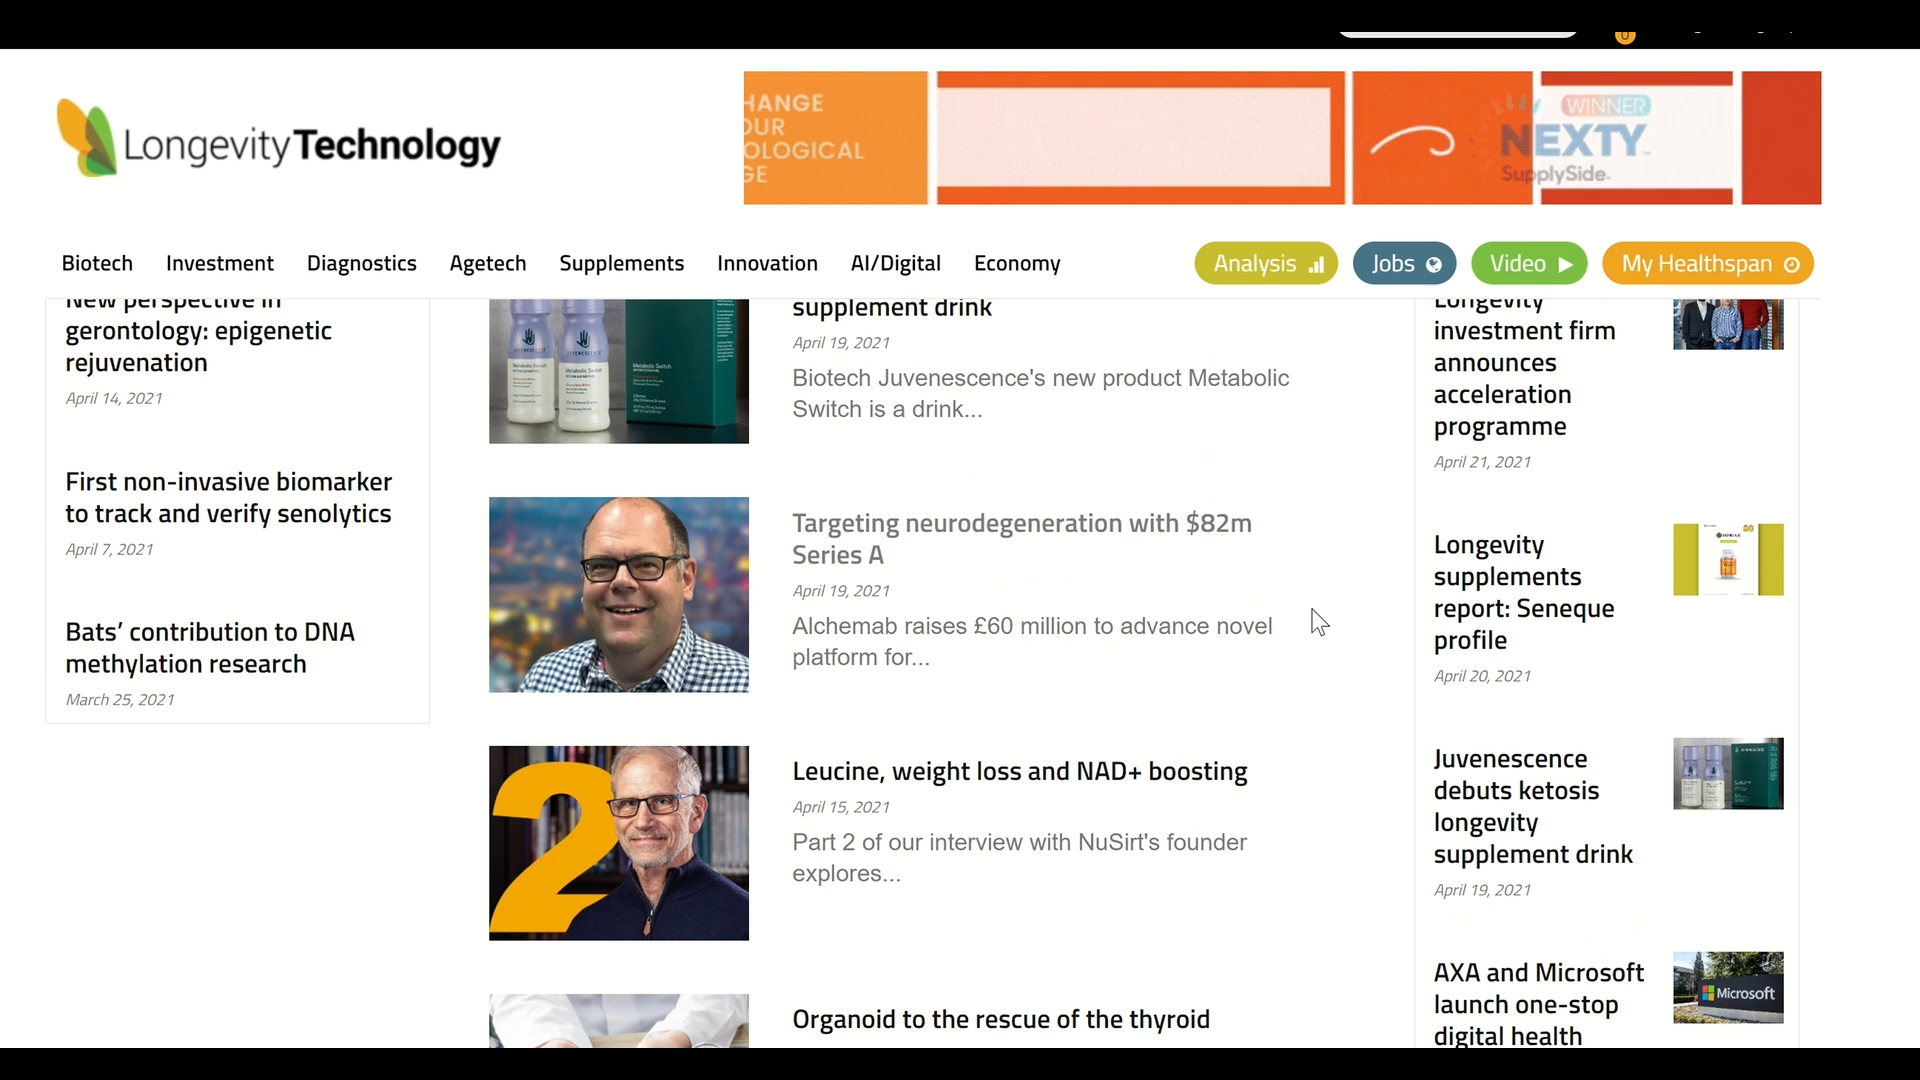 HANGE
OUR
OLOGICAL
GE
WINNER
NEXTY
SupplySide
LongevityTechnology
Biotech
Investment
Diagnostics
Agetech
Supplements
Innovation
AI/Digital
Economy
Analysis
Jobs
Video
My Healthspan
New perspective in
gerontology: epigenetic
rejuvenation
April 14, 2021
First non-invasive biomarker
to track and verify senolytics
April 7, 2021
Bats’ contribution to DNA
methylation research
March 25, 2021
supplement drink
April 19, 2021
Biotech Juvenescence's new product Metabolic
Switch is a drink...
Metabolic Switch
Targeting neurodegeneration with $82m
Series A
April 19, 2021
Alchemab raises £60 million to advance novel
platform for...
2
Leucine, weight loss and NAD+ boosting
April 15, 2021
Part 2 of our interview with NuSirt's founder
explores...
Organoid to the rescue of the thyroid
Longevity
investment firm
announces
acceleration
programme
April 21, 2021
Longevity
supplements
report: Seneque
profile
April 20, 2021
Juvenescence
debuts ketosis
longevity
supplement drink
April 19, 2021
AXA and Microsoft
launch one-stop
digital health
Microsoft